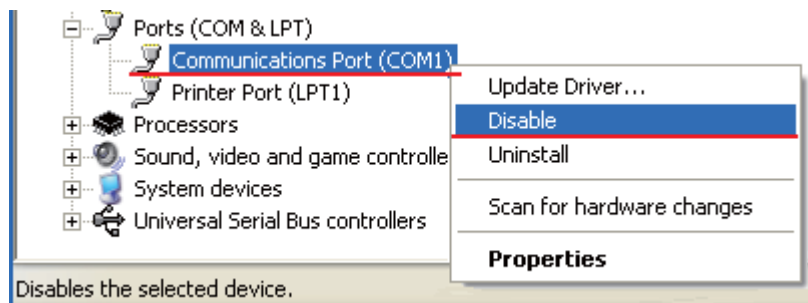 Ports (COM & LPT)
Communications Port (COM1)
Printer Port (LPT1)
Processors
Sound, video and game controlle
System devices
Universal Serial Bus controllers
Update Driver...
Disable
Uninstall
Scan for hardware changes
Properties
Disables the selected device.